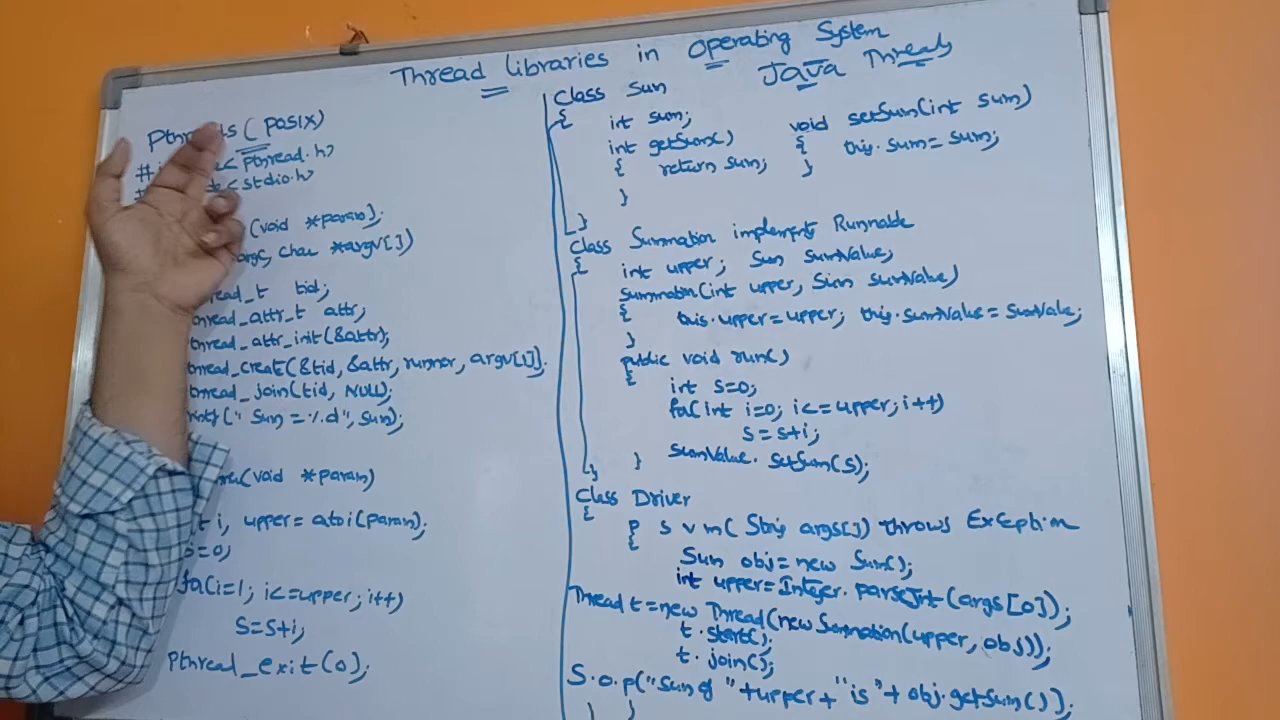 Thread libraries in Operating System
Java Threads
Pthreads (POSIX)
<pthread.h>
<stdio.h>
(void *param);
argc, char *argv[])
tid;
attr;
thread_attr_init(&attr);
thread_create(&tid, &attr, runner, argv[1]);
thread_join(tid, NULL);
("Sum = %d", sum);
(void *param)
i, upper = atoi(param);
=0;
for(i=1; i<=upper; i++)
S=S+i;
Pthread_exit(0);
Class Sum
{
int sum;
int getSum()
{ return sum;
}
void setSum(int sum)
{ this.sum = sum;
}
}
class Summation implements Runnable
{
int upper; Sum sumValue;
summation(int upper, Sum sumValue)
{ this.upper=upper; this.sumValue = sumValue;
}
public void run()
{
int s=0;
for(int i=0; i<=upper; i++)
s=s+i;
sumValue.setSum(s);
}
}
Class Driver
{
P S V m( String args[]) throws Exception
{
Sum obj = new Sum();
int upper=Integer.parseInt(args[0]);
Thread t=new Thread(new Summation(upper, obj));
t.start();
t.join();
S.o.p("Sum of "+upper+"is"+obj.getSum());
} }